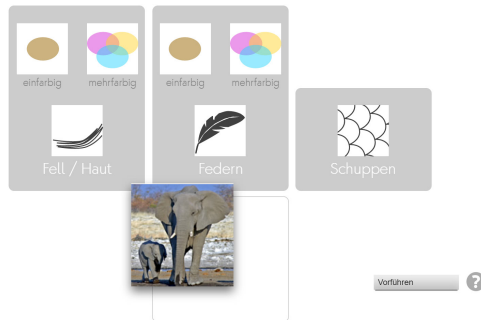 einfarbig mehrfarbig einfarbig mehrfarbig
Fell / Haut Federn Schuppen
Vorführen ?